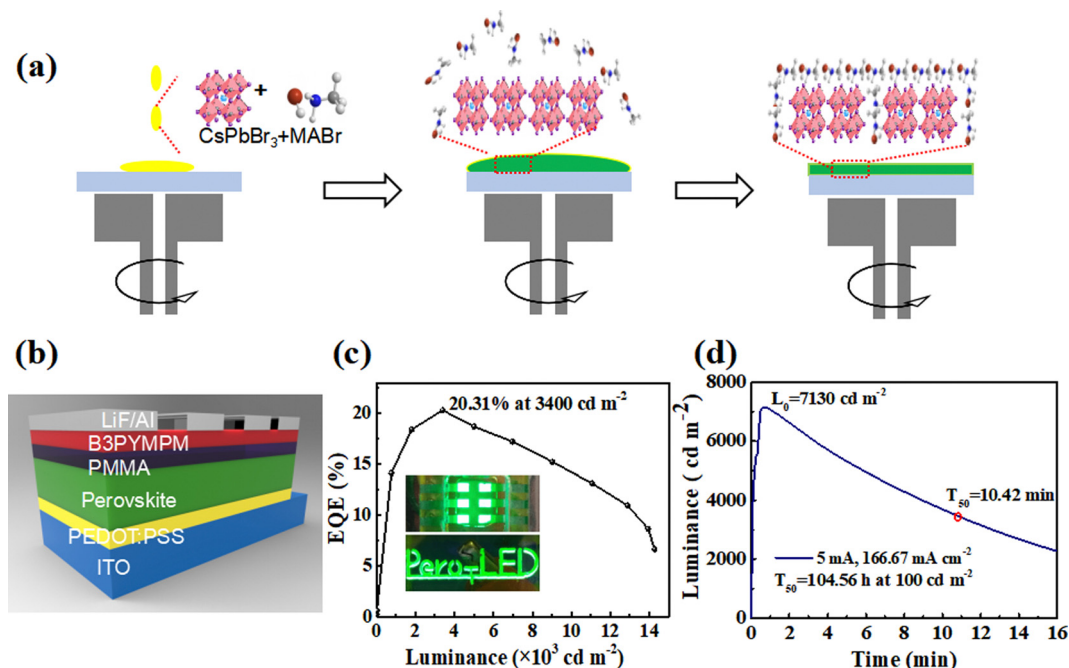 (a)
+
CsPbBr3+MABr
(b)
LiF/Al
B3PYMPM
PMMA
Perovskite
PEDOT:PSS
ITO
(c)
20.31% at 3400 cd m-2
EQE (%)
20
15
10
5
0
Pero-LED
0 2 4 6 8 10 12 14
Luminance (×10³ cd m-2)
(d)
L0=7130 cd m-2
T50=10.42 min
5 mA, 166.67 mA cm-2
T50=104.56 h at 100 cd m-2
Luminance ( cd m-2)
8000
6000
4000
2000
0
0 2 4 6 8 10 12 14 16
Time (min)